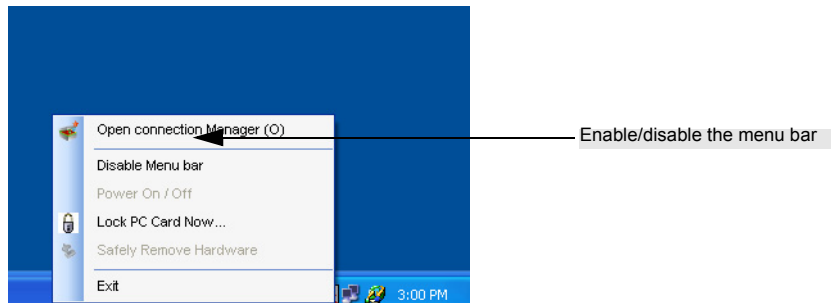 Open connection Manager (O)
Enable/disable the menu bar
Disable Menu bar
Power On / Off
Lock PC Card Now...
Safely Remove Hardware
Exit
3:00 PM